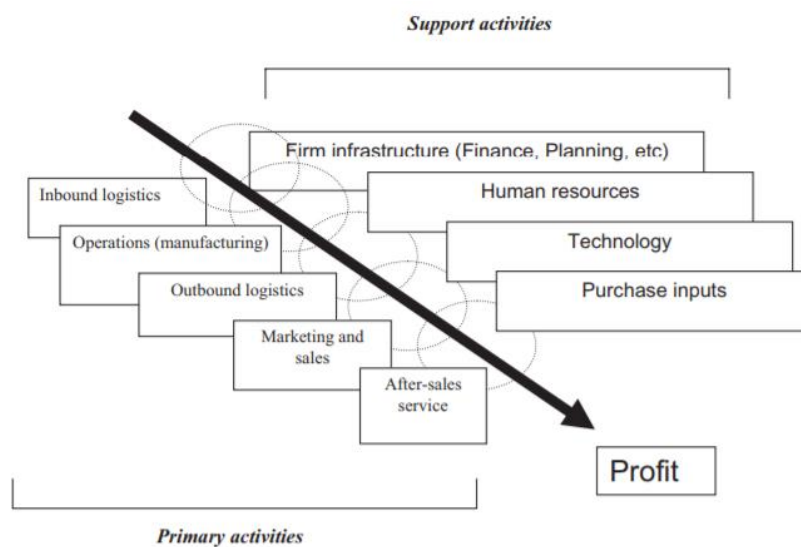 Support activities
Firm infrastructure (Finance, Planning, etc)
Human resources
Technology
Purchase inputs
Inbound logistics
Operations (manufacturing)
Outbound logistics
Marketing and
sales
After-sales
service
Profit
Primary activities